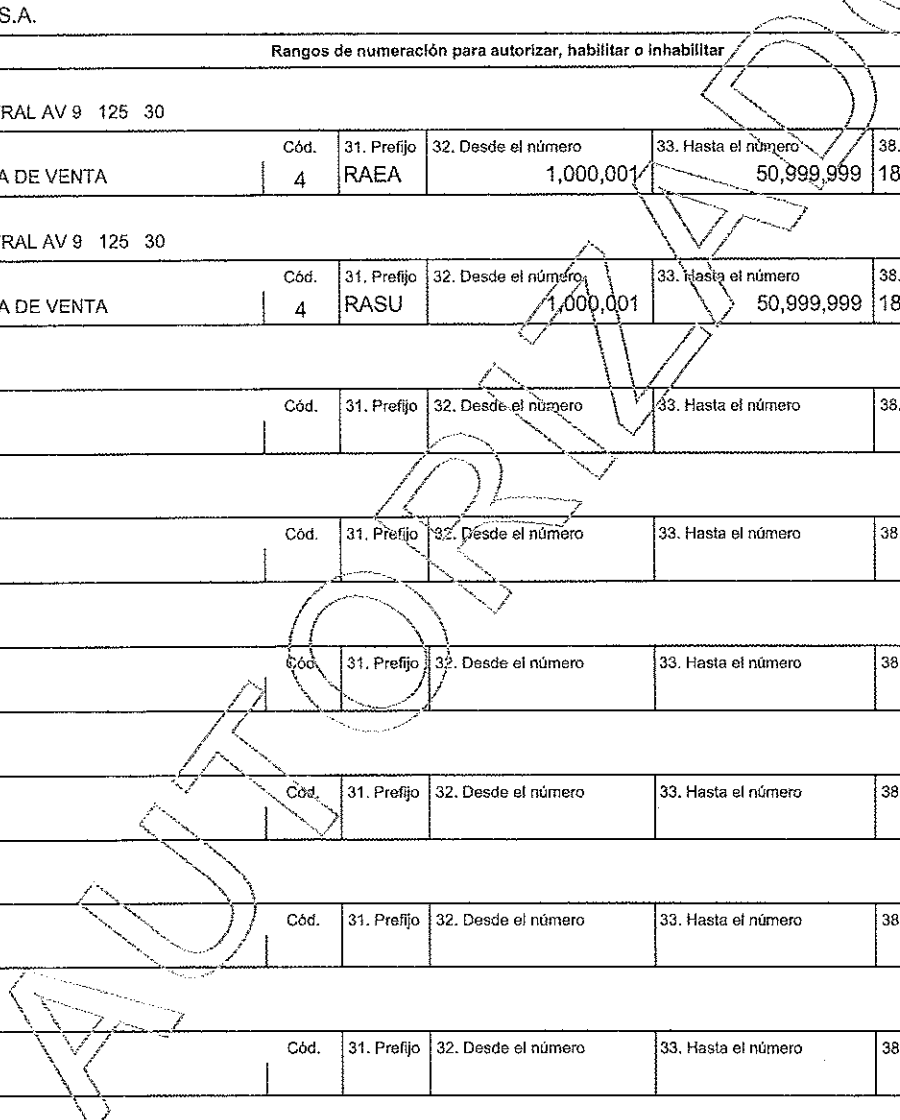 S.A.
Rangos de numeración para autorizar, habilitar o inhabilitar
RAL AV 9 125 30
Cód. 31. Prefijo 32. Desde el número 33. Hasta el número 38.
A DE VENTA 4 RAEA 1,000,001 50,999,999 18
RAL AV 9 125 30
Cód. 31. Prefijo 32. Desde el número 33. Hasta el número 38.
A DE VENTA 4 RASU 1,000,001 50,999,999 18
Cód. 31. Prefijo 32. Desde el número 33. Hasta el número 38.
Cód. 31. Prefijo 32. Desde el número 33. Hasta el número 38
Cód. 31. Prefijo 32. Desde el número 33. Hasta el número 38
Cód. 31. Prefijo 32. Desde el número 33. Hasta el número 38
Cód. 31. Prefijo 32. Desde el número 33. Hasta el número 38
Cód. 31. Prefijo 32. Desde el número 33. Hasta el número 38
AUTORIZADO